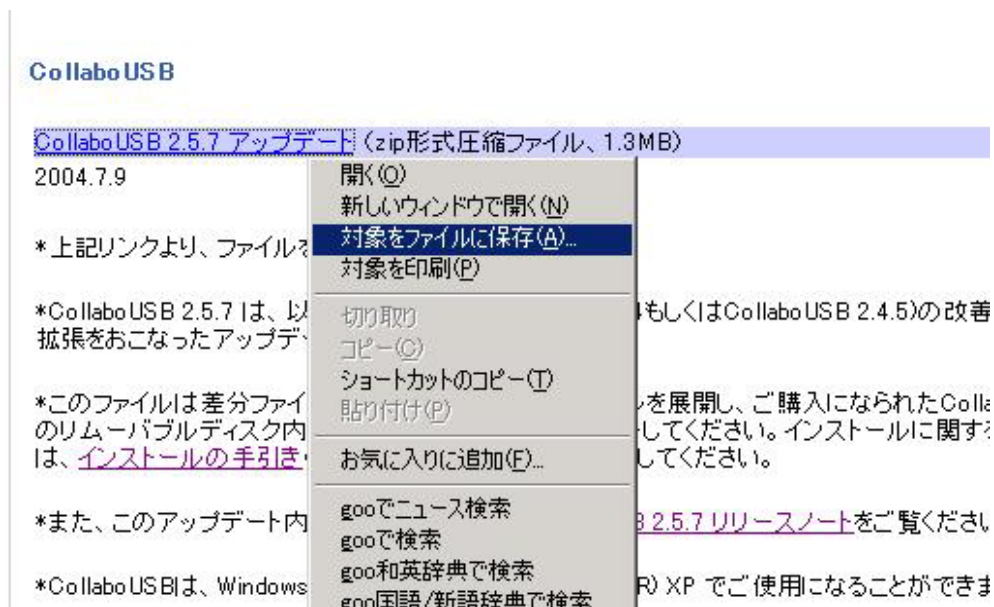 CollaboUSB
CollaboUSB 2.5.7 アップデート (zip形式圧縮ファイル、1.3MB)
2004.7.9
開く(O)
新しいウィンドウで開く(N)
対象をファイルに保存(A)...
対象を印刷(P)
切り取り
コピー(C)
ショートカットのコピー(T)
貼り付け(P)
お気に入りに追加(F)...
gooでニュース検索
gooで検索
goo和英辞典で検索
goo国語/新語辞典で検索
*上記リンクより、ファイルを
*CollaboUSB 2.5.7 は、以 もしくはCollaboUSB 2.4.5)の改善
拡張をおこなったアップデ
*このファイルは差分ファイ を展開し、ご購入になられたColla
のリムーバブルディスク内 してください。インストールに関する
は、インストールの手引き してください。
*また、このアップデート内 2.5.7 リリースノートをご覧ください
*CollaboUSBは、Windows R) XP でご使用になることができま